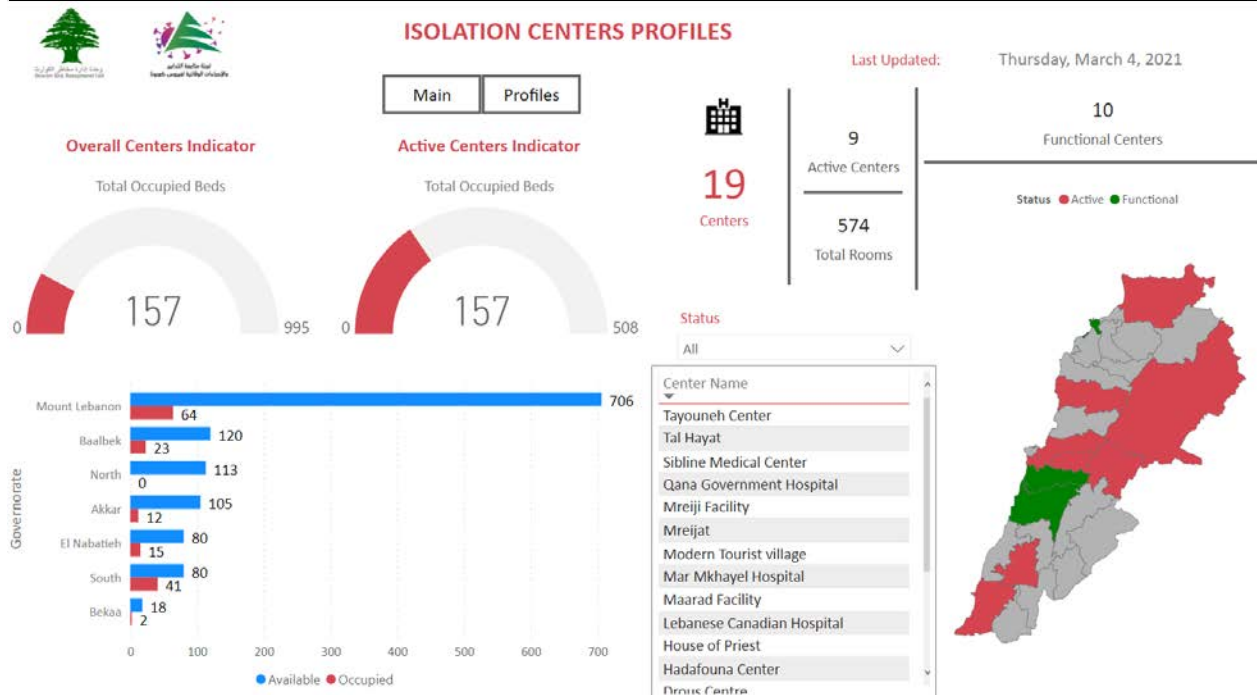 ISOLATION CENTERS PROFILES
Last Updated:
Thursday, March 4, 2021
Main
Profiles
Overall Centers Indicator
Total Occupied Beds
157
0
995
Active Centers Indicator
Total Occupied Beds
157
0
508
H
19
Centers
9
Active Centers
574
Total Rooms
10
Functional Centers
Status Active Functional
Status
All
Center Name
Tayouneh Center
Tal Hayat
Sibline Medical Center
Qana Government Hospital
Mreiji Facility
Mreijat
Modern Tourist village
Mar Mkhayel Hospital
Maarad Facility
Lebanese Canadian Hospital
House of Priest
Hadafouna Center
Drous Centre
Governorate
Mount Lebanon 706
64
Baalbek 120
23
North 113
0
Akkar 105
12
El Nabatieh 80
15
South 80
41
Bekaa 18
2
0 100 200 300 400 500 600 700
Available Occupied